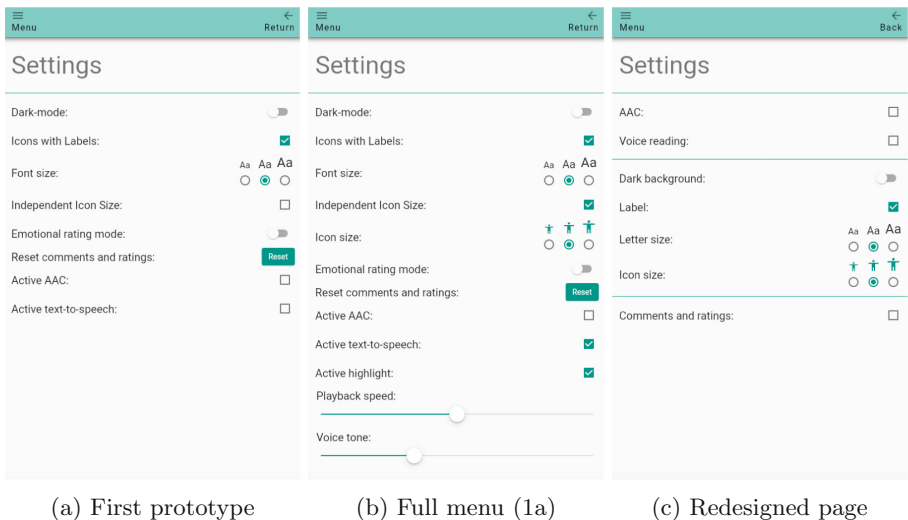 Menu Return
Settings
Dark-mode:
Icons with Labels:
Aa Aa Aa
Font size:
Independent Icon Size:
Emotional rating mode:
Reset comments and ratings: Reset
Active AAC:
Active text-to-speech:
(a) First prototype
Menu Return
Settings
Dark-mode:
Icons with Labels:
Aa Aa Aa
Font size:
Independent Icon Size:
Icon size:
Emotional rating mode:
Reset comments and ratings: Reset
Active AAC:
Active text-to-speech:
Active highlight:
Playback speed:
Voice tone:
(b) Full menu (1a)
Menu Back
Settings
AAC:
Voice reading:
Dark background:
Label:
Aa Aa Aa
Letter size:
Icon size:
Comments and ratings:
(c) Redesigned page